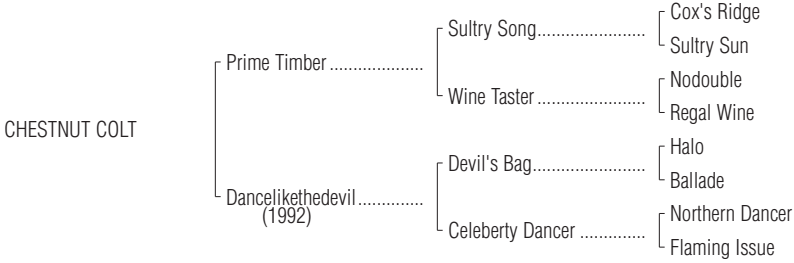 Cox's Ridge
Sultry Song.......................
Sultry Sun
Prime Timber ....................
Nodouble
Wine Taster .......................
Regal Wine
CHESTNUT COLT
Halo
Devil's Bag........................
Ballade
Dancelikethedevil..............
(1992)
Northern Dancer
Celeberty Dancer ..............
Flaming Issue